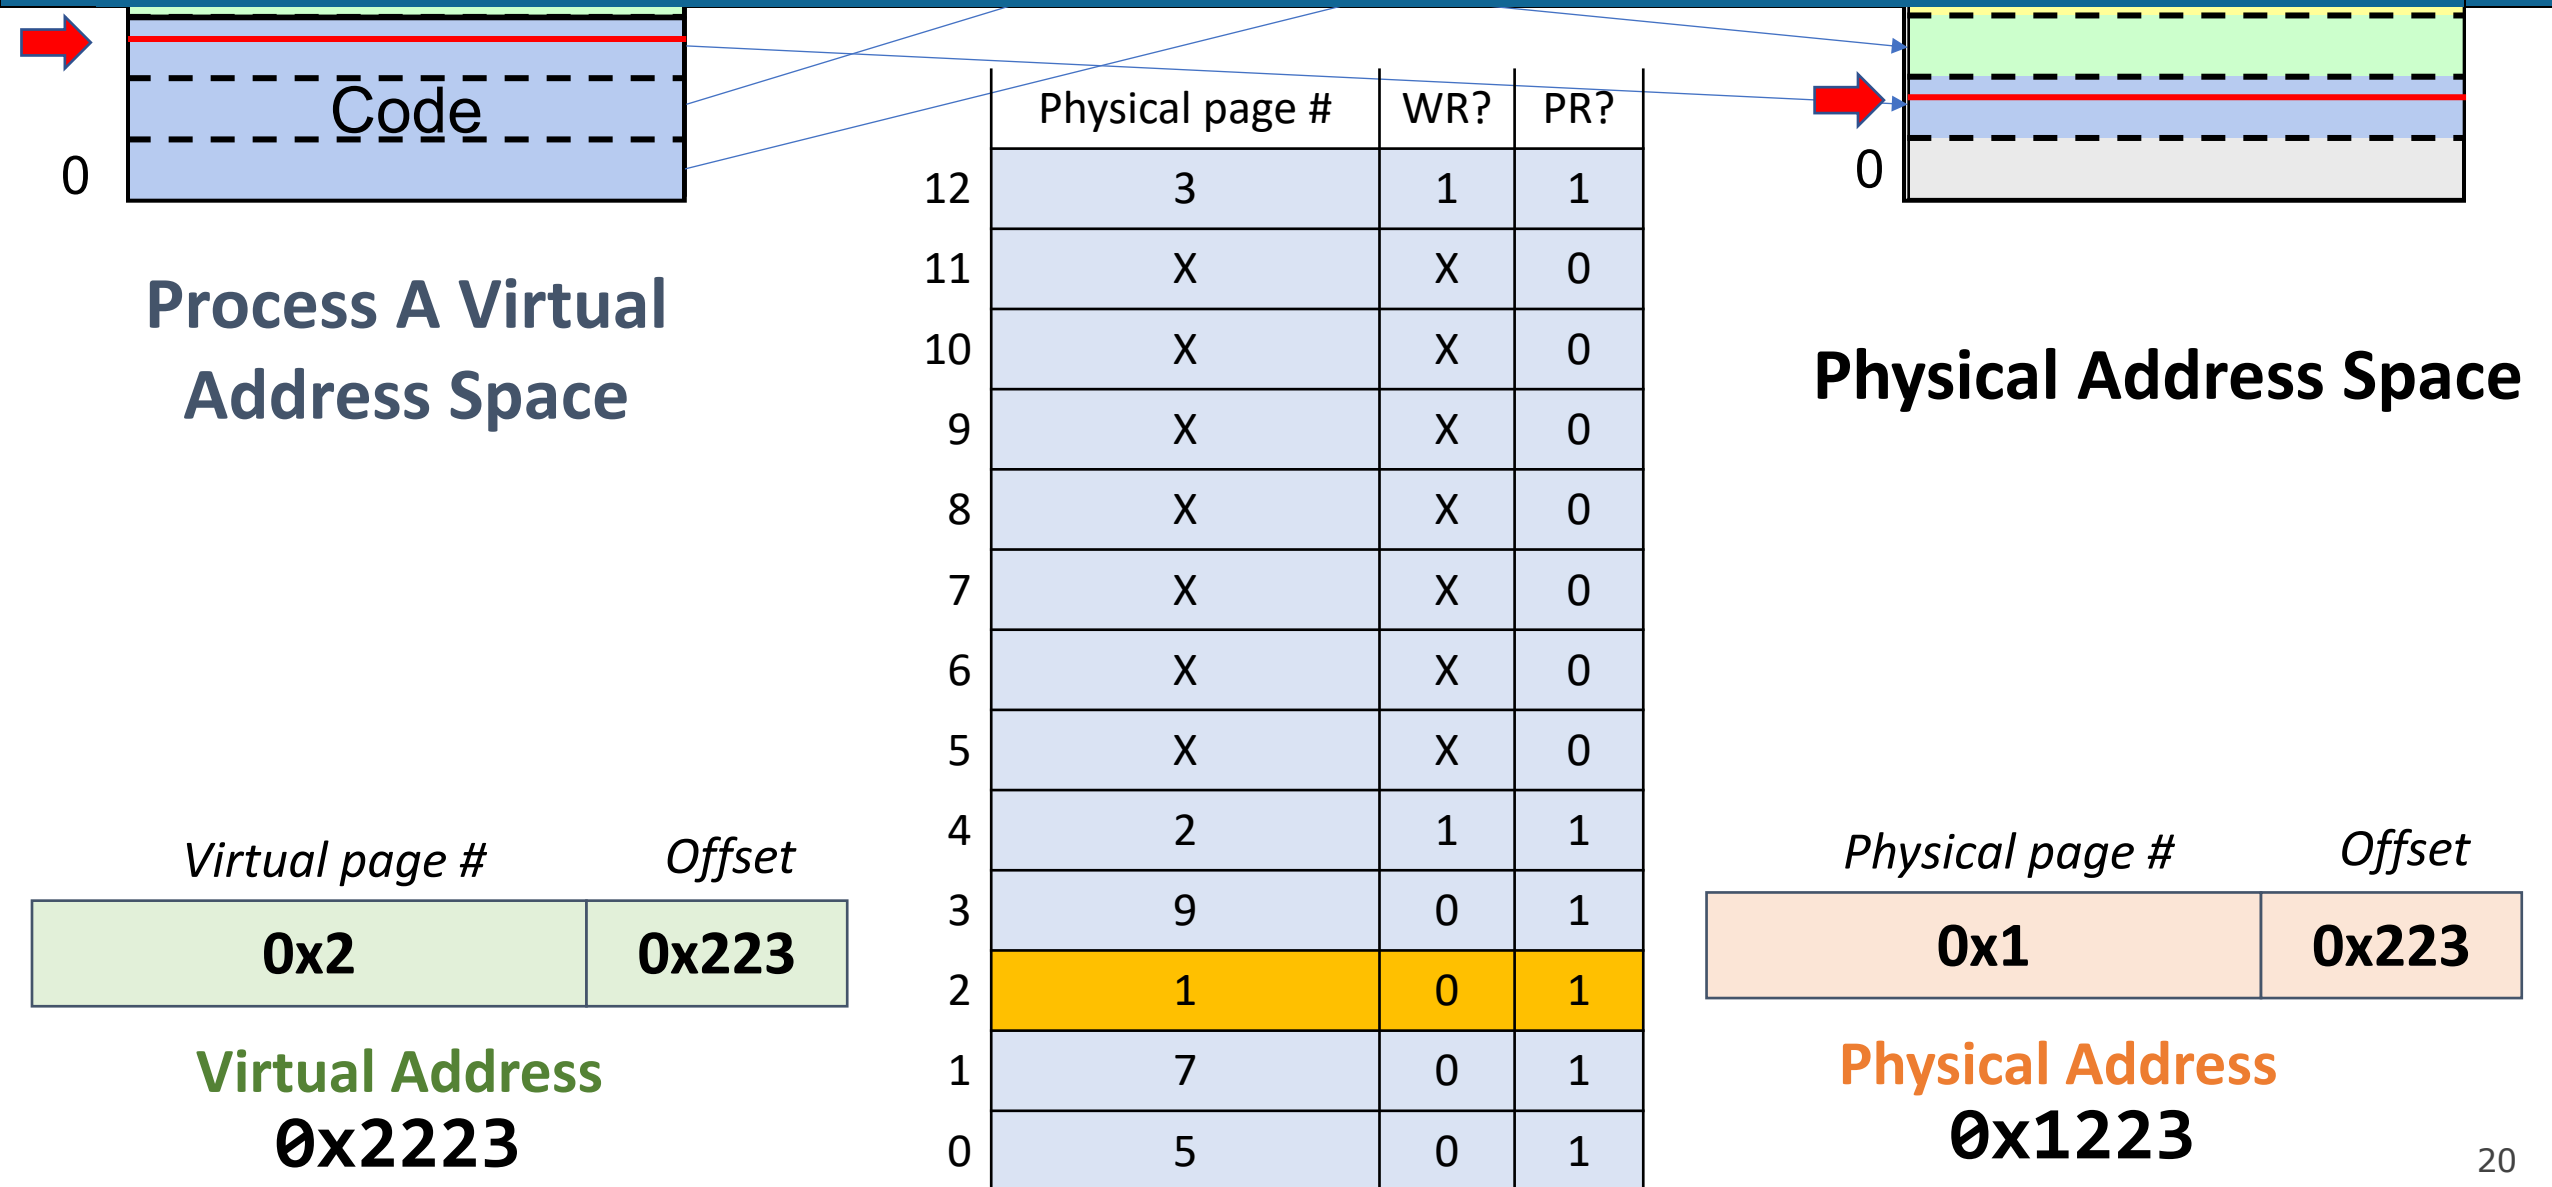 Code
0
Process A Virtual
Address Space
Physical page # WR? PR?
12 3 1 1
11 X X 0
10 X X 0
9 X X 0
8 X X 0
7 X X 0
6 X X 0
5 X X 0
4 2 1 1
3 9 0 1
2 1 0 1
1 7 0 1
0 5 0 1
0
Physical Address Space
Virtual page # Offset
0x2 0x223
Virtual Address
0x2223
Physical page # Offset
0x1 0x223
Physical Address
0x1223
20